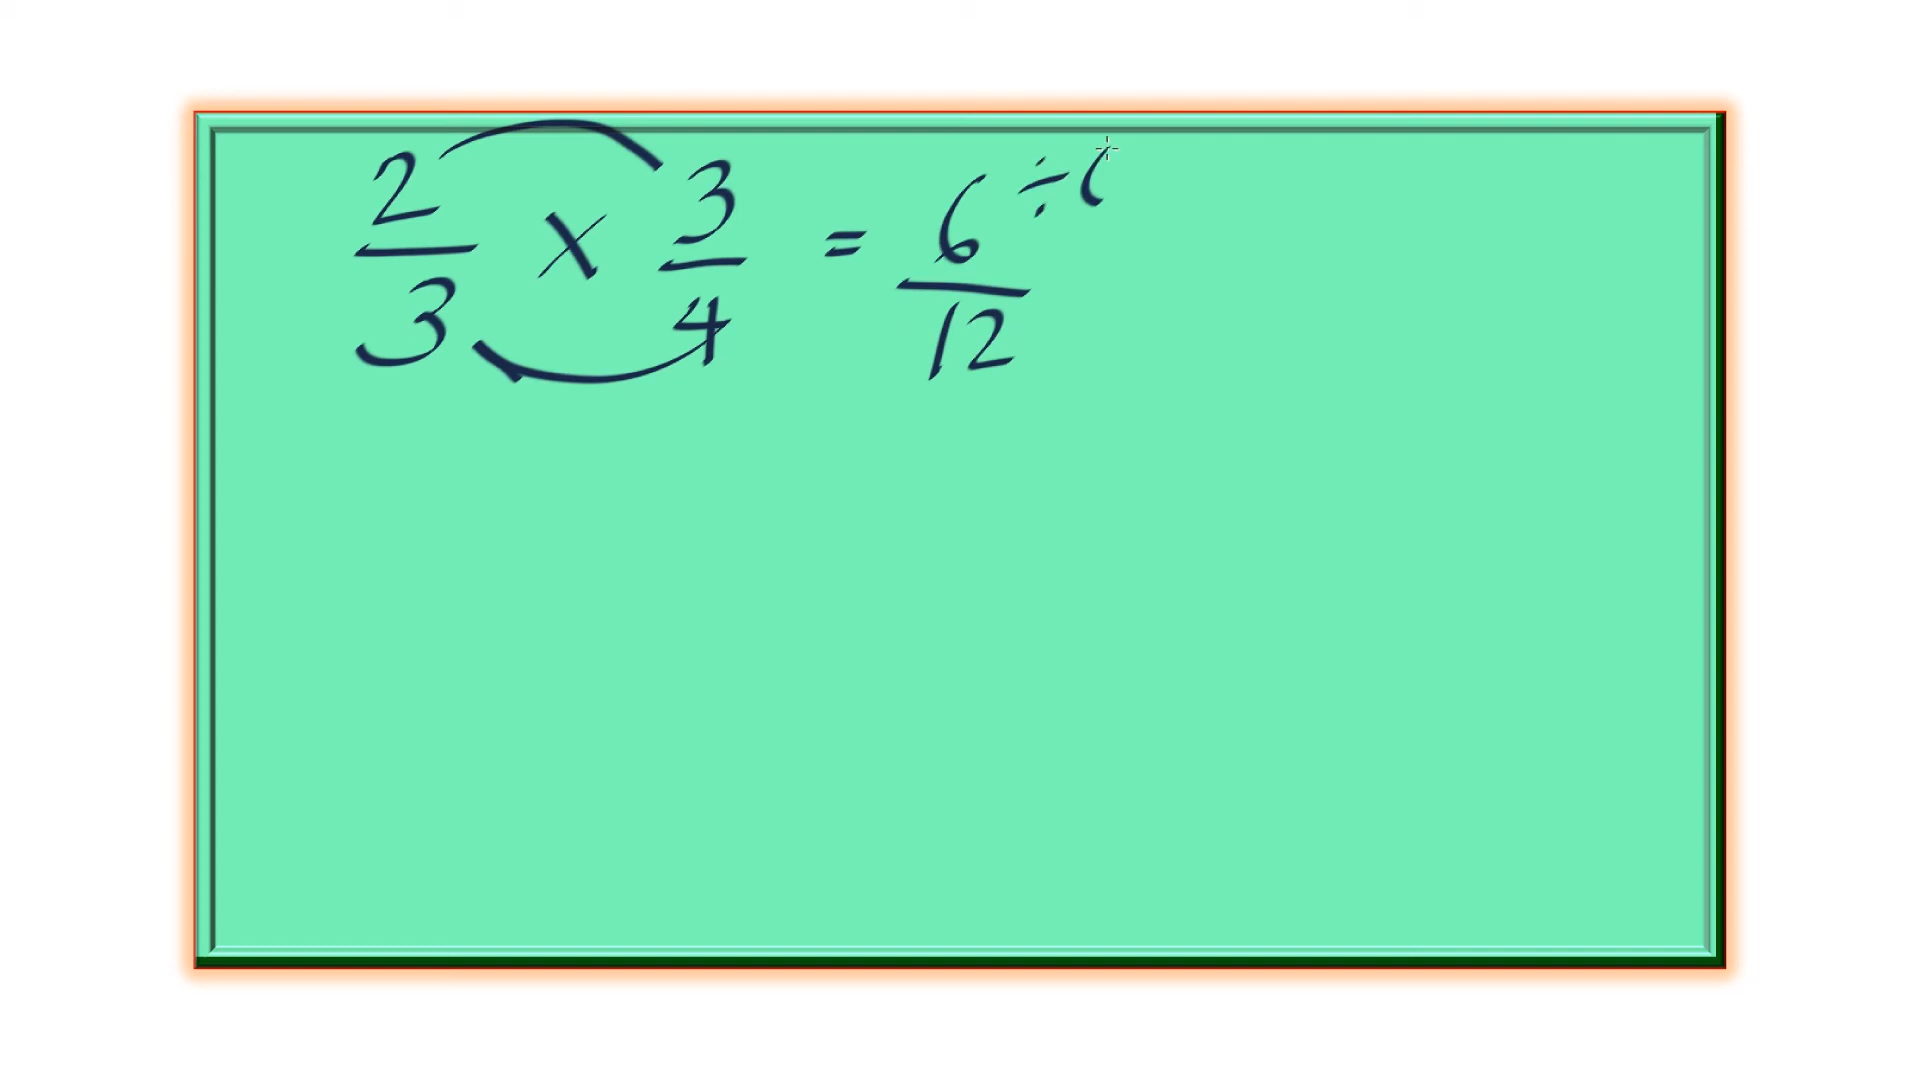 2/3 × 3/4 = 6/12 ÷